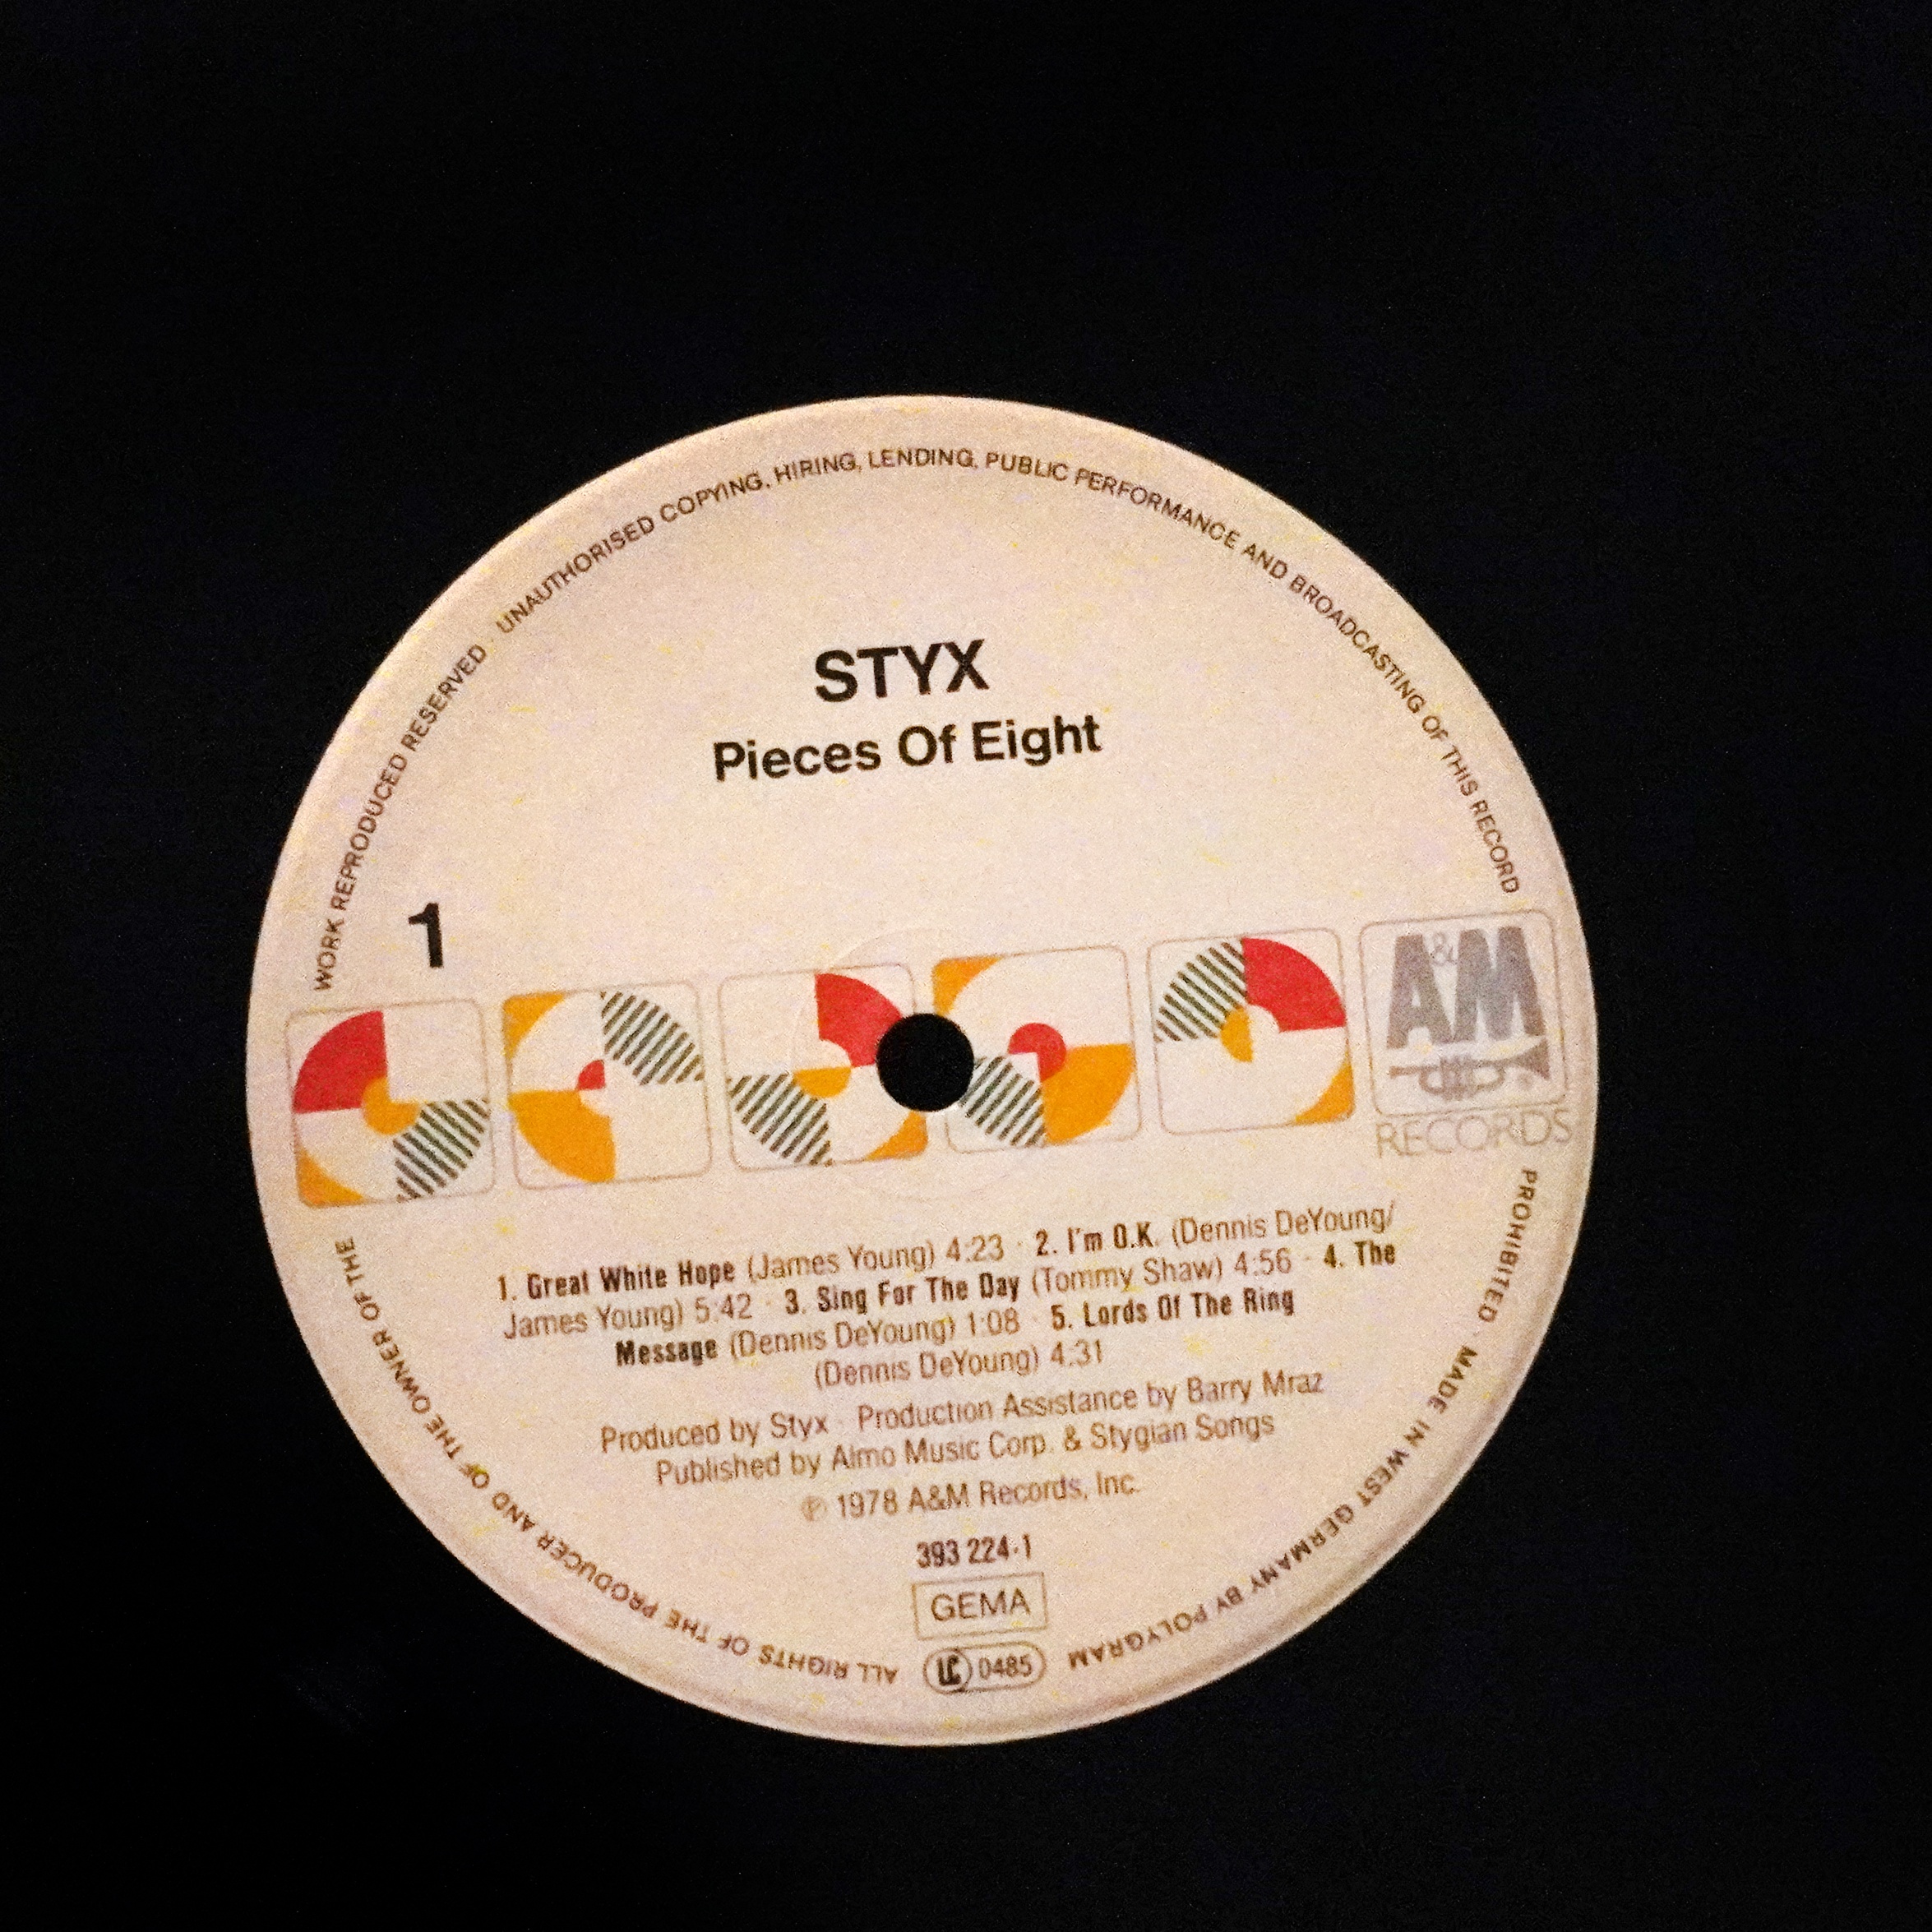 WORK REPRODUCED RESERVED · UNAUTHORISED COPYING, HIRING, LENDING, PUBLIC PERFORMANCE AND BROADCASTING OF THIS RECORD
STYX
Pieces Of Eight
1
A&M
RECORDS
1. Great White Hope (James Young) 4:23 · 2. I'm O.K. (Dennis DeYoung/
James Young) 5:42 · 3. Sing For The Day (Tommy Shaw) 4:56 · 4. The
Message (Dennis DeYoung) 1:08 · 5. Lords Of The Ring
(Dennis DeYoung) 4:31
Produced by Styx · Production Assistance by Barry Mraz
Published by Almo Music Corp. & Stygian Songs
℗ 1978 A&M Records, Inc.
393 224-1
GEMA
LC 0485
PROHIBITED · MADE IN WEST GERMANY BY POLYGRAM
ALL RIGHTS OF THE PRODUCER AND OF THE OWNER OF THE